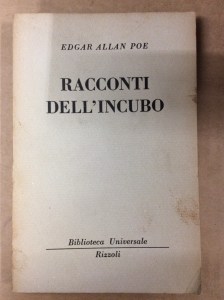 EDGAR ALLAN POE
RACCONTI
DELL'INCUBO
Biblioteca Universale
Rizzoli